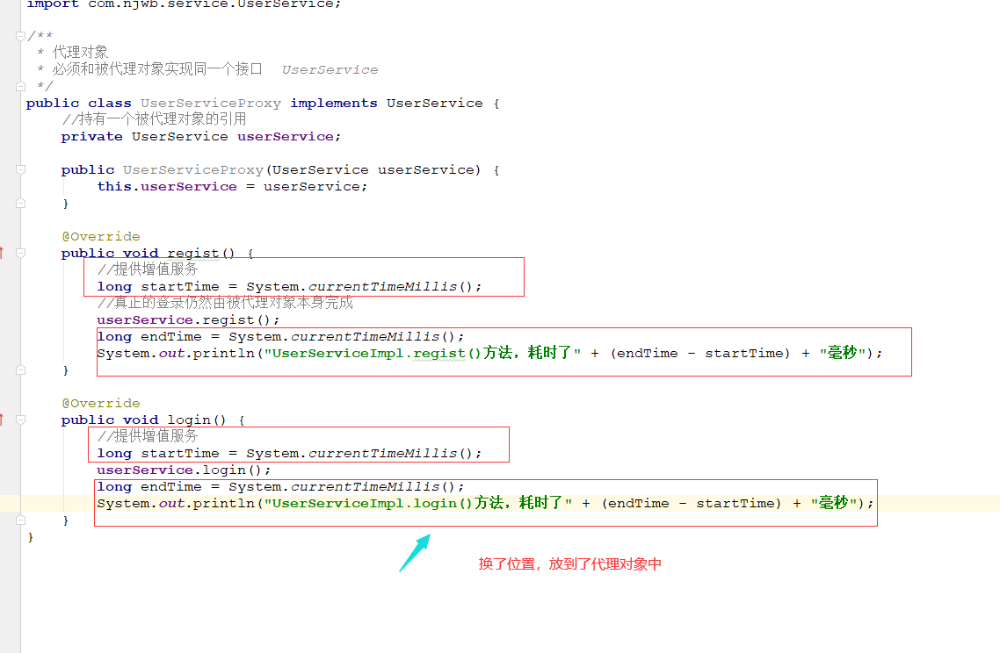 import com.njwb.service.UserService;
/**
 * 代理对象
 * 必须和被代理对象实现同一个接口  UserService
 */
public class UserServiceProxy implements UserService {
    //持有一个被代理对象的引用
    private UserService userService;
    public UserServiceProxy(UserService userService) {
        this.userService = userService;
    }
    @Override
    public void regist() {
        //提供增值服务
        long startTime = System.currentTimeMillis();
        //真正的登录仍然由被代理对象本身完成
        userService.regist();
        long endTime = System.currentTimeMillis();
        System.out.println("UserServiceImpl.regist()方法，耗时了" + (endTime - startTime) + "毫秒");
    }
    @Override
    public void login() {
        //提供增值服务
        long startTime = System.currentTimeMillis();
        userService.login();
        long endTime = System.currentTimeMillis();
        System.out.println("UserServiceImpl.login()方法，耗时了" + (endTime - startTime) + "毫秒");
    }
}
换了位置，放到了代理对象中